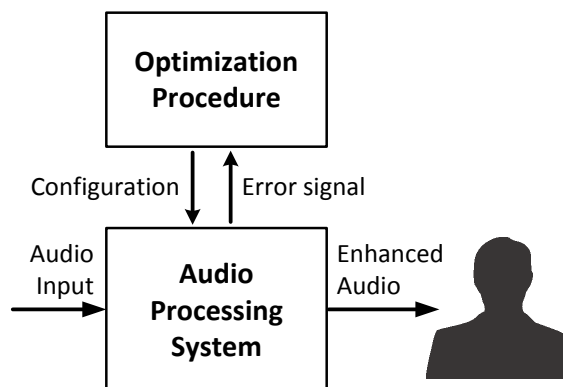 Optimization
Procedure
Configuration
Error signal
Audio
Input
Audio
Processing
System
Enhanced
Audio